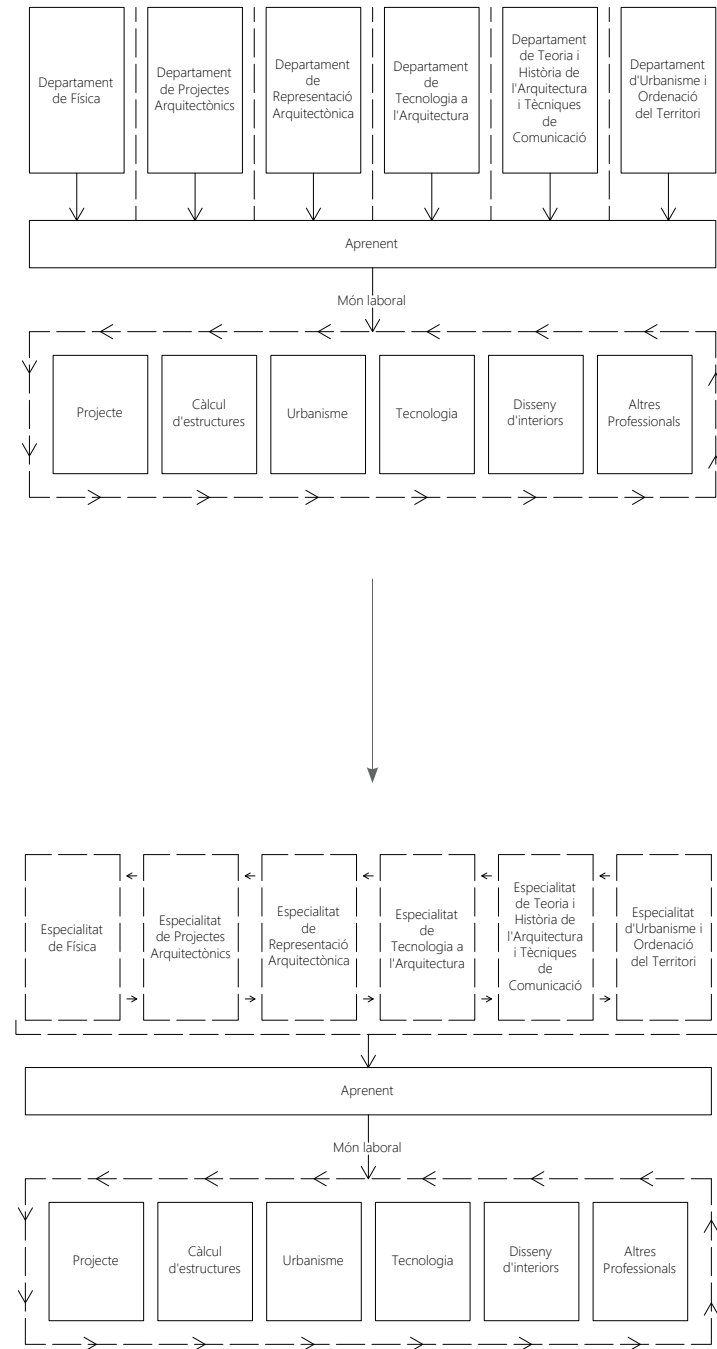 Departament
de Física
Departament
de Projectes
Arquitectònics
Departament
de
Representació
Arquitectònica
Departament
de
Tecnologia a
l'Arquitectura
Departament
de Teoria i
Història de
l'Arquitectura
i Tècniques
de
Comunicació
Departament
d'Urbanisme i
Ordenació
del Territori
Aprenent
Món laboral
Projecte
Càlcul
d'estructures
Urbanisme
Tecnologia
Disseny
d'interiors
Altres
Professionals
Especialitat
de Física
Especialitat
de Projectes
Arquitectònics
Especialitat
de
Representació
Arquitectònica
Especialitat
de
Tecnologia a
l'Arquitectura
Especialitat
de Teoria i
Història de
l'Arquitectura
i Tècniques
de
Comunicació
Especialitat
d'Urbanisme i
Ordenació
del Territori
Aprenent
Món laboral
Projecte
Càlcul
d'estructures
Urbanisme
Tecnologia
Disseny
d'interiors
Altres
Professionals